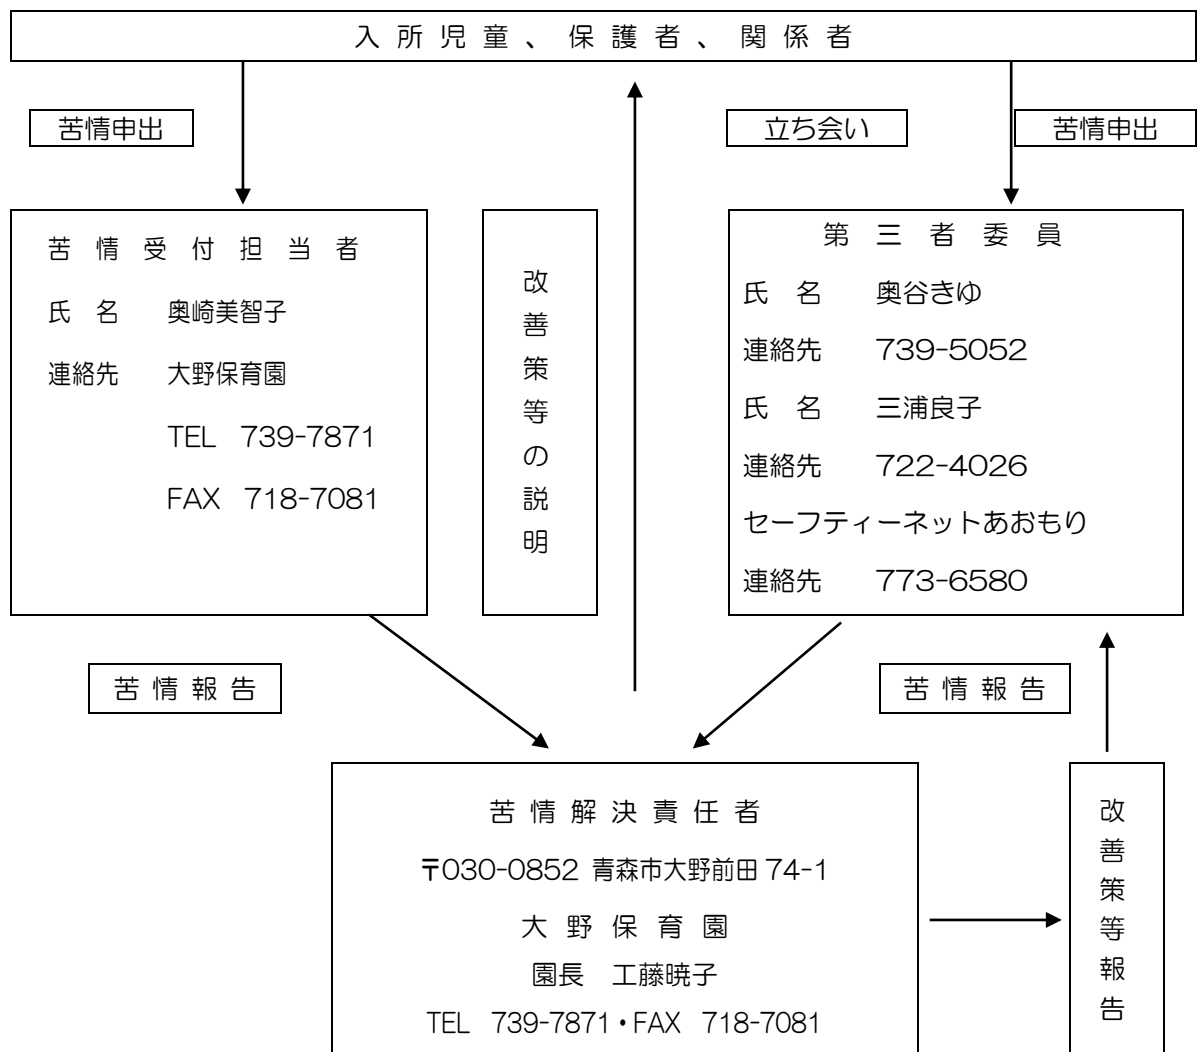 入所児童、保護者、関係者
苦情申出
立ち会い
苦情申出
苦情受付担当者
氏 名 奥崎美智子
連絡先 大野保育園
TEL 739-7871
FAX 718-7081
改善策等の説明
第三者委員
氏 名 奥谷きゆ
連絡先 739-5052
氏 名 三浦良子
連絡先 722-4026
セーフティーネットあおもり
連絡先 773-6580
苦情報告
苦情報告
苦情解決責任者
〒030-0852 青森市大野前田 74-1
大野保育園
園長 工藤暁子
TEL 739-7871・FAX 718-7081
改善策等報告